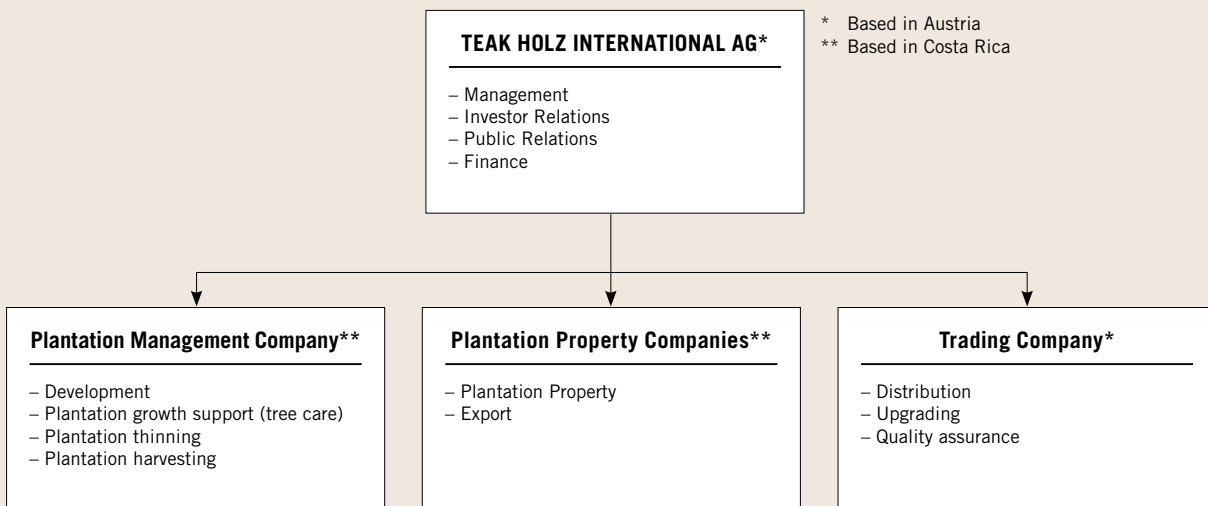 TEAK HOLZ INTERNATIONAL AG*
– Management
– Investor Relations
– Public Relations
– Finance
* Based in Austria
** Based in Costa Rica
Plantation Management Company**
– Development
– Plantation growth support (tree care)
– Plantation thinning
– Plantation harvesting
Plantation Property Companies**
– Plantation Property
– Export
Trading Company*
– Distribution
– Upgrading
– Quality assurance